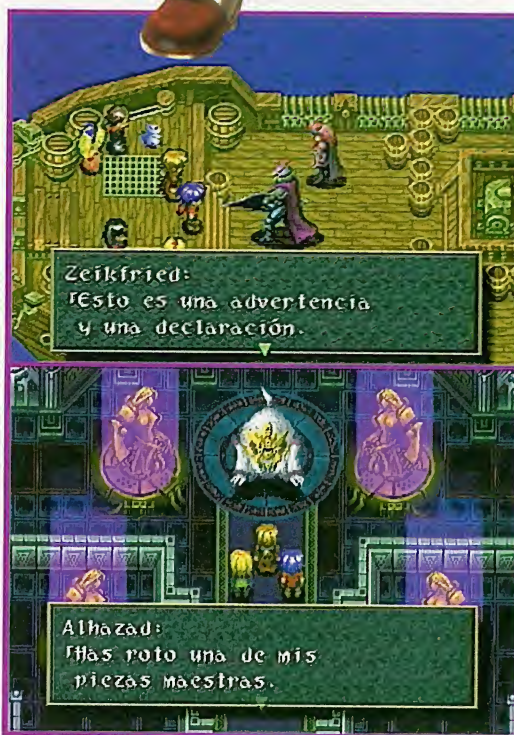 Zeikfried:
「Esto es una advertencia
y una declaración.
Alhazad:
「Has roto una de mis
piezas maestras.